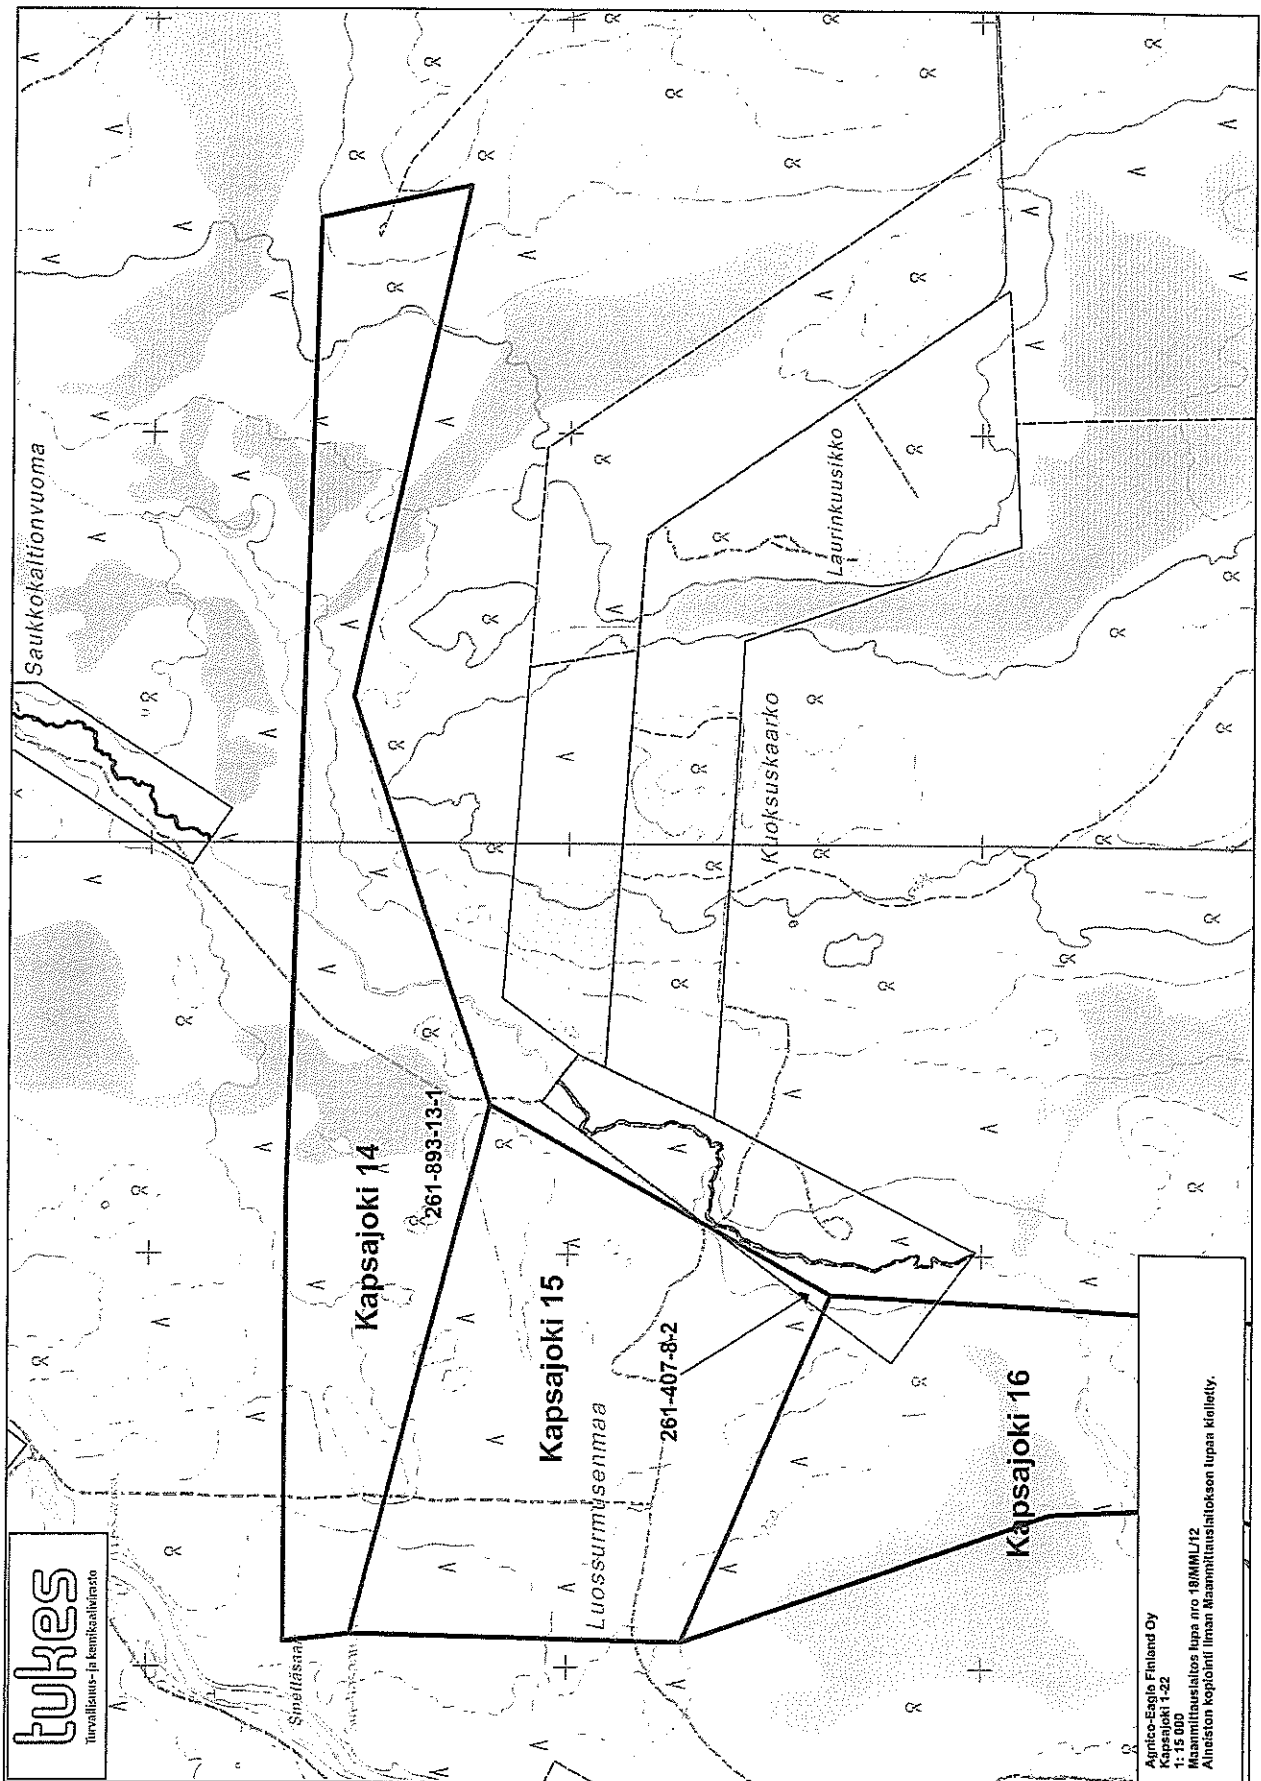 tukes
Turvallisuus- ja kemikaalivirasto
Saukkokaltionvuoma
Kapsajoki 14
261-893-13-1
Laurinkuusikko
Kuoksuskaarko
Kapsajoki 15
Luossurmusenmaa
261-407-8-2
Kapsajoki 16
Agnico-Eagle Finland Oy
Kapsajoki 1-22
1: 15 000
Maanmittauslaitos lupa nro 18/MML/12
Aineiston kopiointi ilman Maanmittauslaitoksen lupaa kielletty.